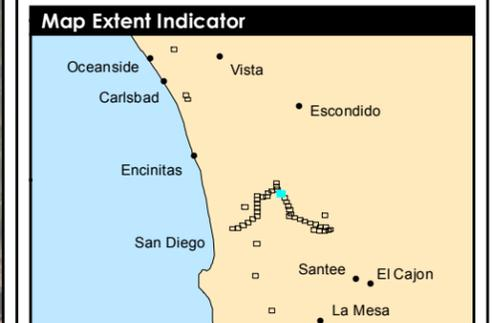 Map Extent Indicator
Oceanside
Vista
Carlsbad
Escondido
Encinitas
San Diego
Santee
El Cajon
La Mesa